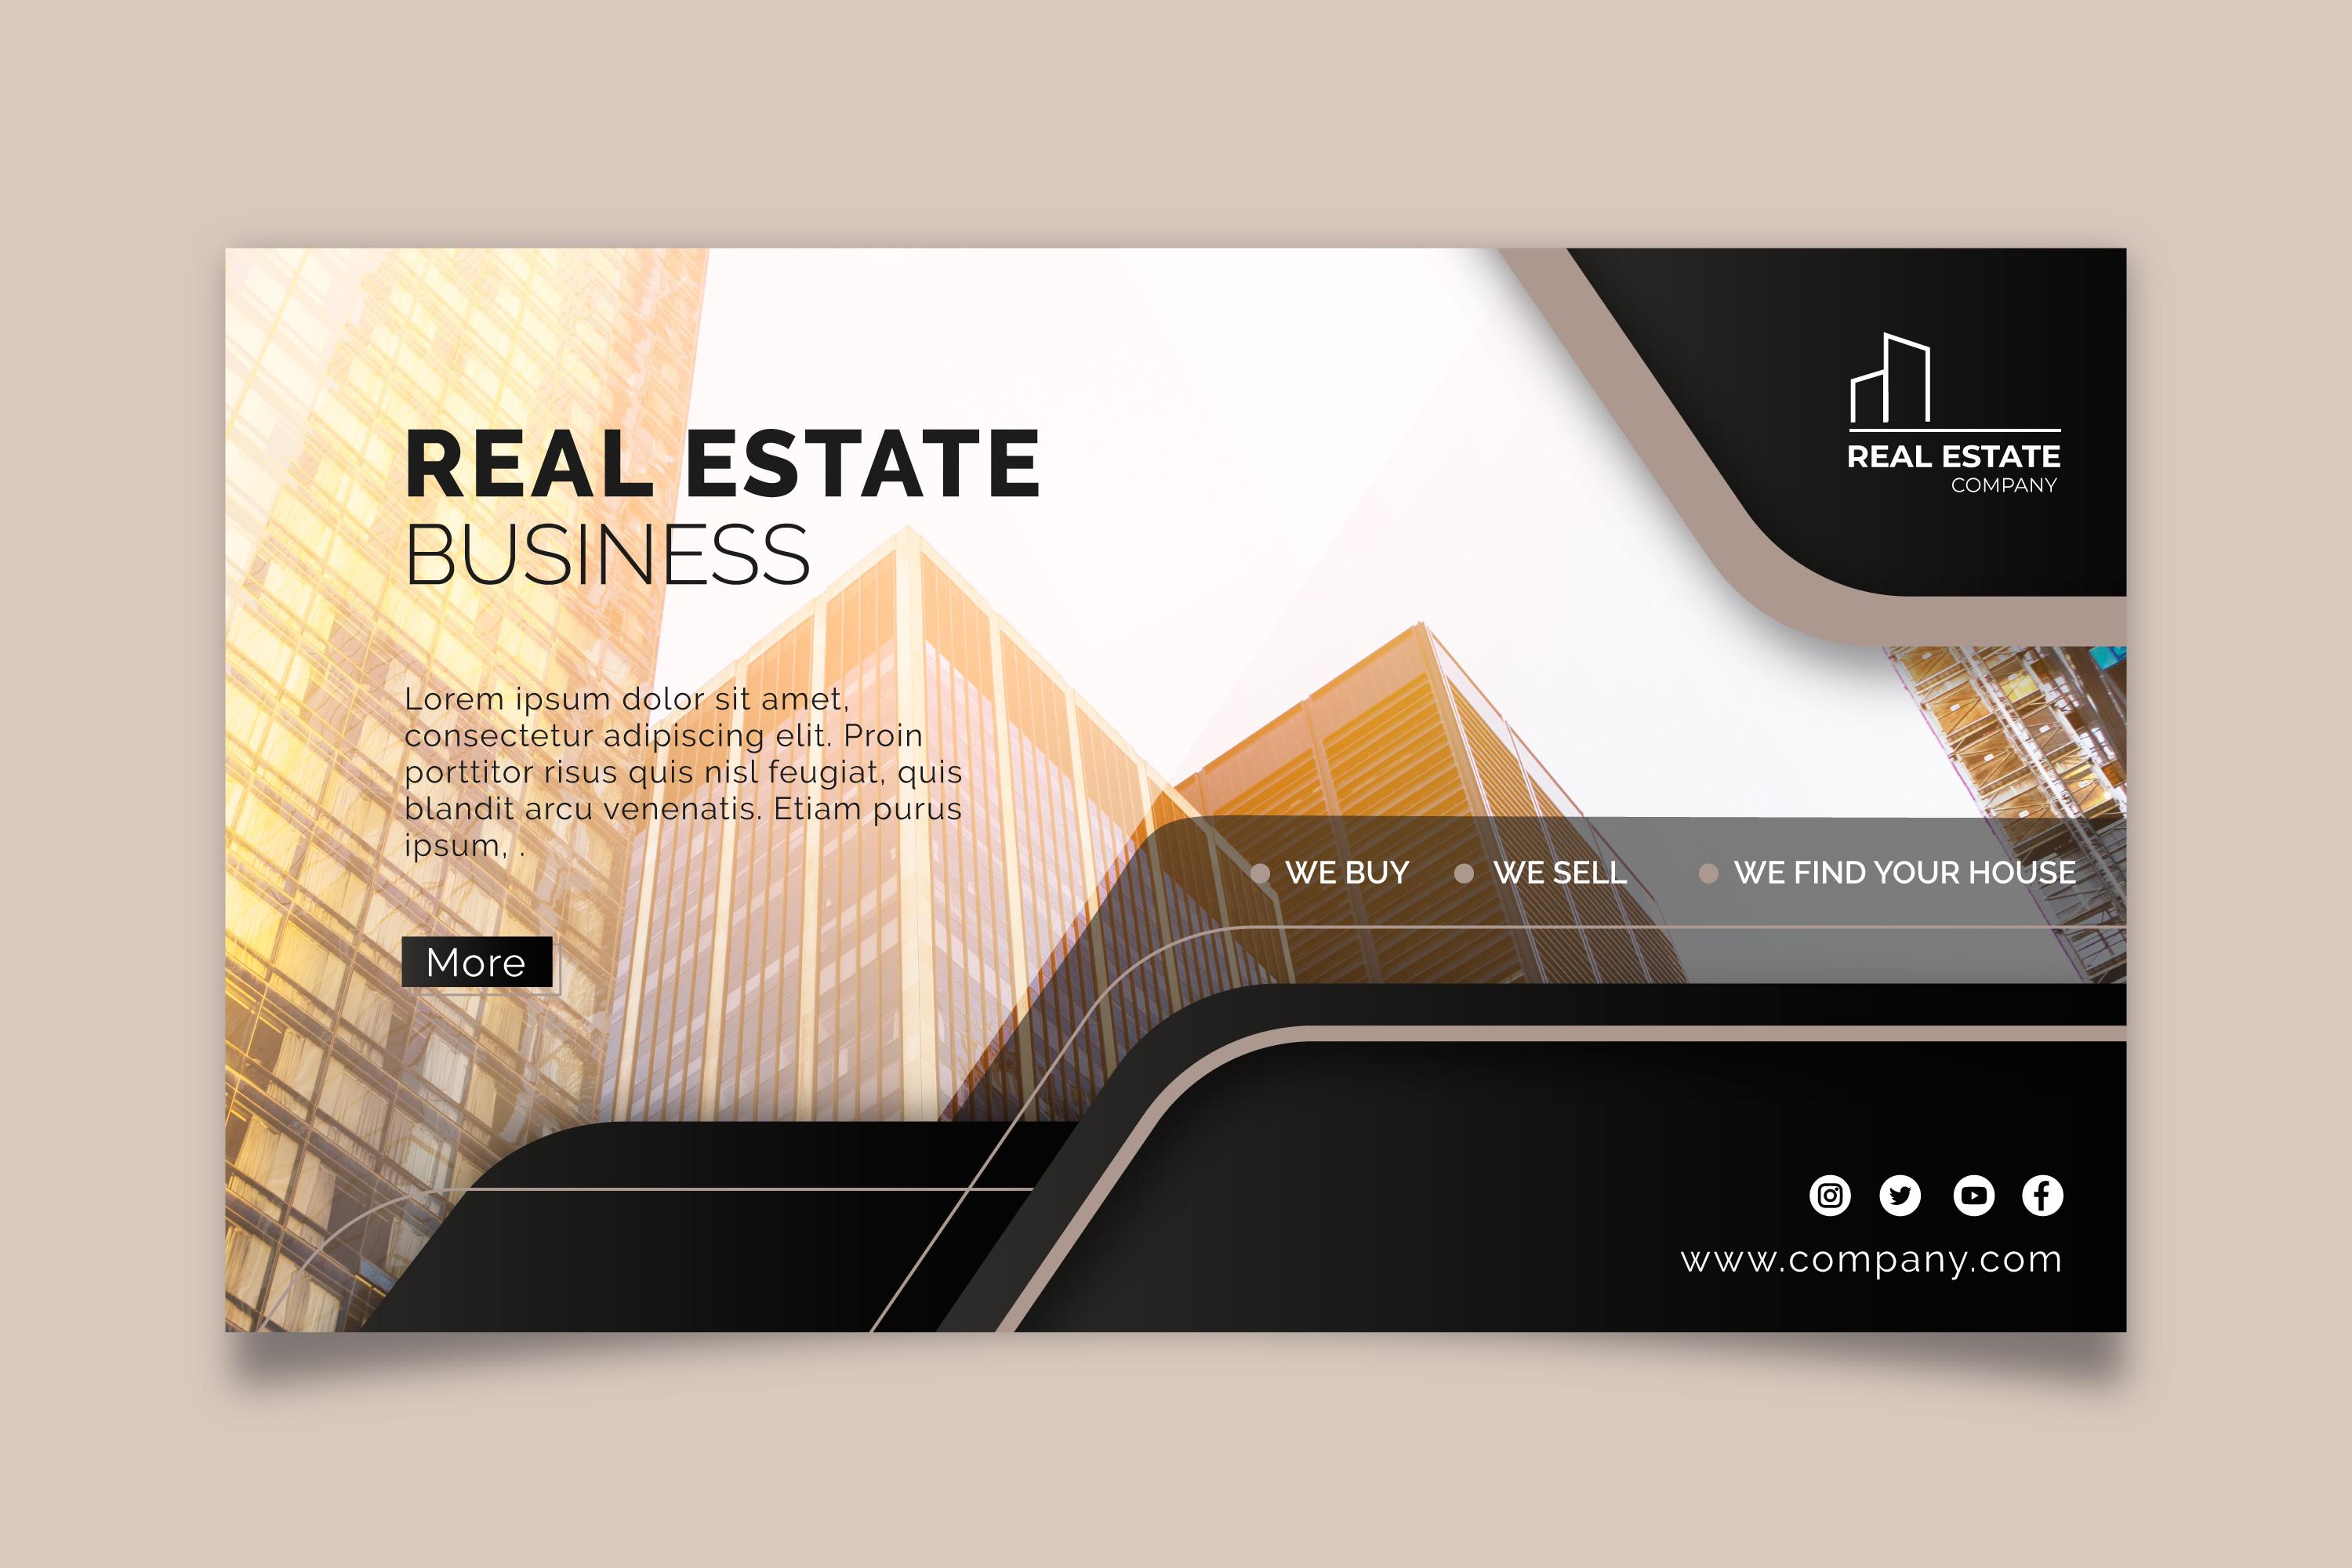 REAL ESTATE
COMPANY
REAL ESTATE
BUSINESS
Lorem ipsum dolor sit amet,
consectetur adipiscing elit. Proin
porttitor risus quis nisl feugiat, quis
blandit arcu venenatis. Etiam purus
ipsum, .
WE BUY
WE SELL
WE FIND YOUR HOUSE
More
www.company.com